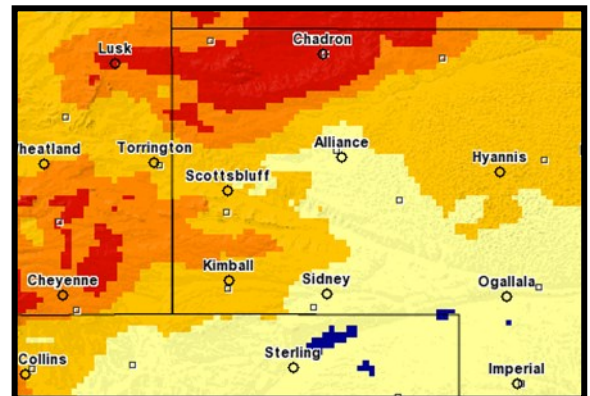 Chadron
Lusk
Alliance
heatland
Torrington
Hyannis
Scottsbluff
Kimball
Cheyenne
Sidney
Ogallala
Collins
Sterling
Imperial